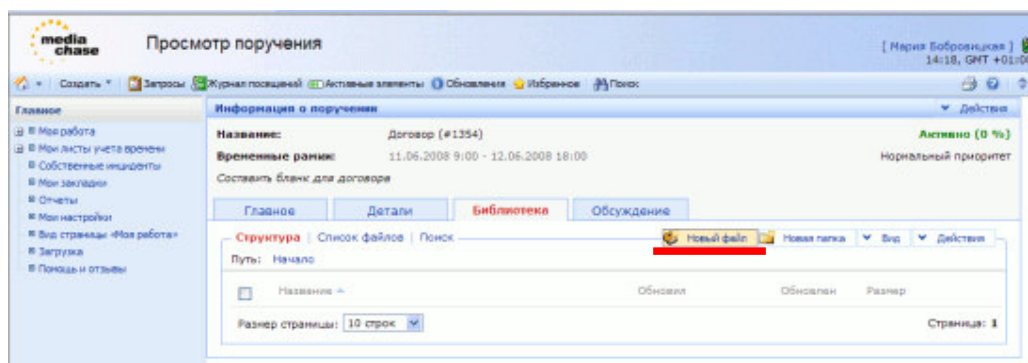 media chase
Просмотр поручения
[ Мария Бобровицкая ]
14:18, GMT +01:00
Создать Запросы Журнал посещений Активные элементы Обновления Избранное Поиск
Главное
Моя работа
Мои листы учета времени
Собственные инциденты
Мои закладки
Отчеты
Мои настройки
Вид страницы «Моя работа»
Загрузка
Помощь и отзывы
Информация о поручении Действия
Название: Договор (#1354) Активно (0 %)
Временные рамки: 11.06.2008 9:00 - 12.06.2008 18:00 Нормальный приоритет
Составить бланк для договора
Главное Детали Библиотека Обсуждение
Структура | Список файлов | Поиск Новый файл Новая папка Вид Действия
Путь: Начало
Название Обновил Обновлен Размер
Размер страницы: 10 строк Страница: 1